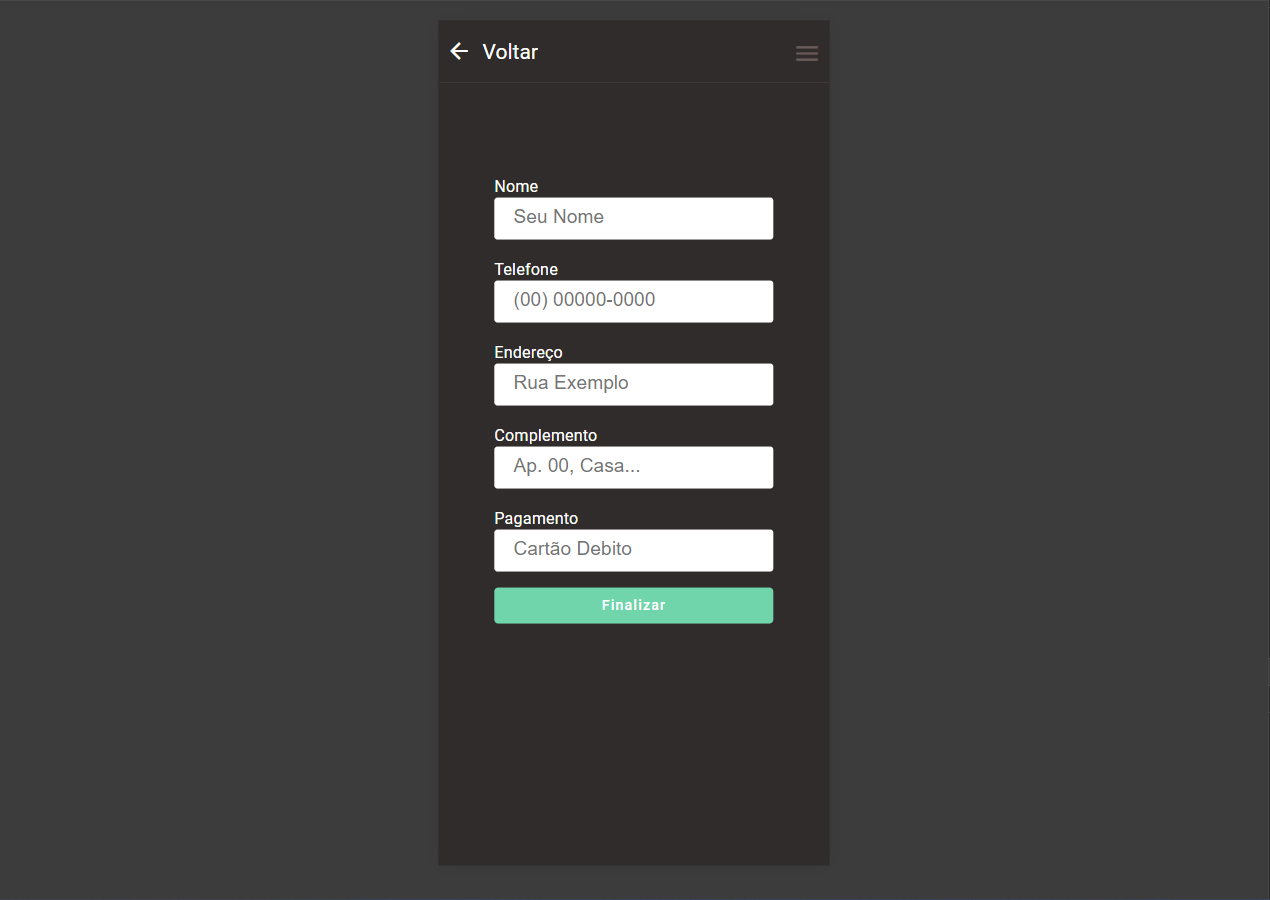 Voltar
Nome
Seu Nome
Telefone
(00) 00000-0000
Endereço
Rua Exemplo
Complemento
Ap. 00, Casa...
Pagamento
Cartão Debito
Finalizar